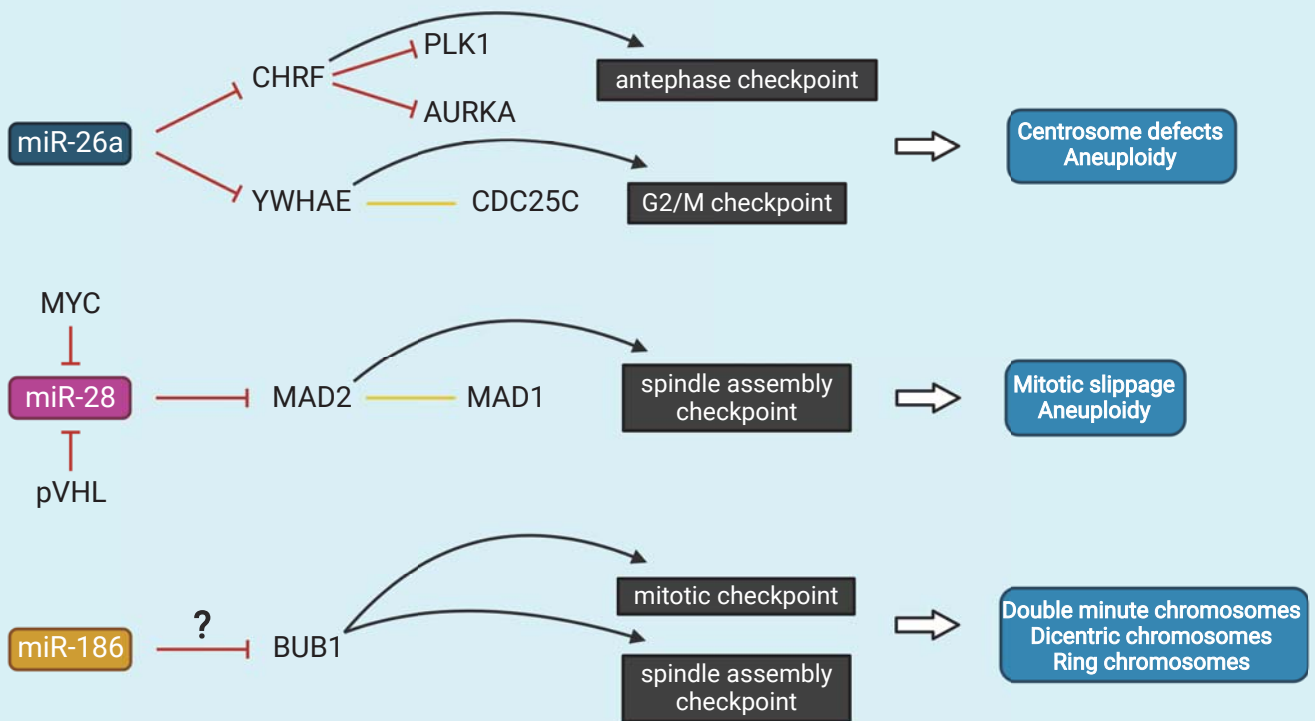 PLK1
CHRF
antephase checkpoint
AURKA
miR-26a
Centrosome defects
Aneuploidy
YWHAE
CDC25C
G2/M checkpoint
MYC
miR-28
MAD2
MAD1
spindle assembly
checkpoint
Mitotic slippage
Aneuploidy
pVHL
mitotic checkpoint
?
miR-186
BUB1
Double minute chromosomes
Dicentric chromosomes
Ring chromosomes
spindle assembly
checkpoint